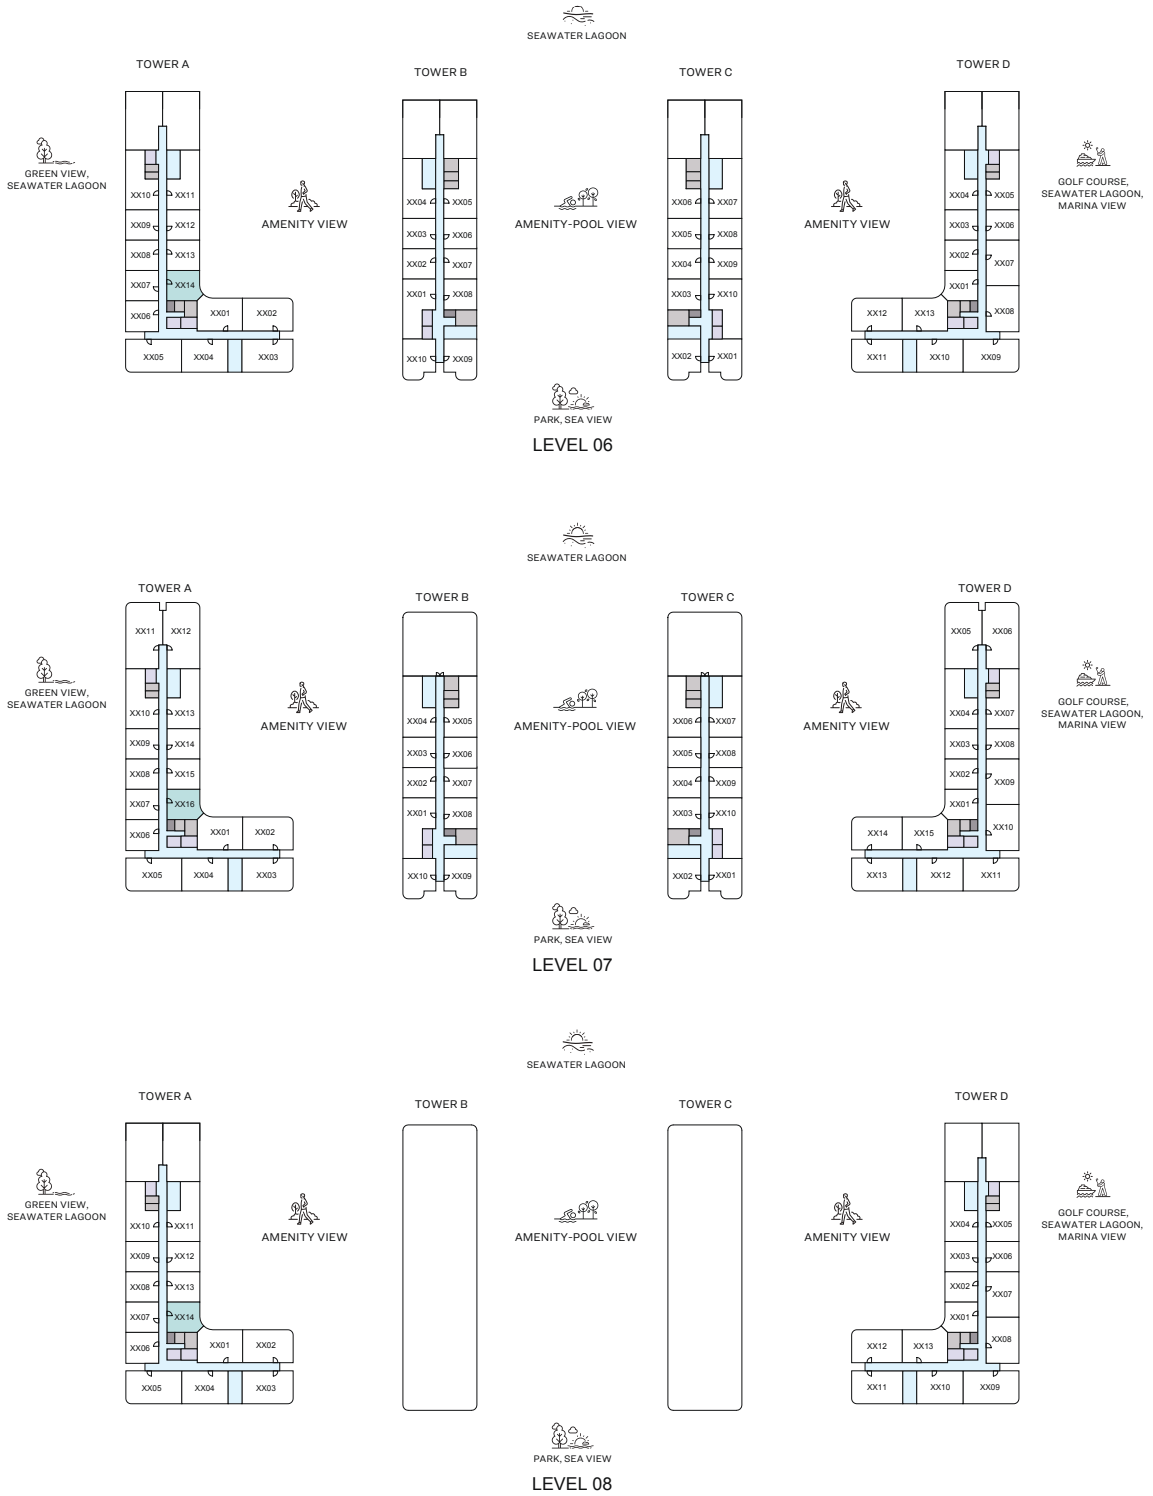 SEAWATER LAGOON
TOWER A
TOWER B
TOWER C
TOWER D
GREEN VIEW,
SEAWATER LAGOON
AMENITY VIEW
AMENITY-POOL VIEW
AMENITY VIEW
GOLF COURSE,
SEAWATER LAGOON,
MARINA VIEW
XX10 XX11
XX09 XX12
XX08 XX13
XX07 XX14
XX06 XX01 XX02
XX05 XX04 XX03
XX04 XX05
XX03 XX06
XX02 XX07
XX01 XX08
XX10 XX09
XX06 XX07
XX05 XX08
XX04 XX09
XX03 XX10
XX02 XX01
XX04 XX05
XX03 XX06
XX02 XX07
XX01
XX12 XX13 XX08
XX11 XX10 XX09
PARK, SEA VIEW
LEVEL 06
SEAWATER LAGOON
TOWER A
TOWER B
TOWER C
TOWER D
GREEN VIEW,
SEAWATER LAGOON
AMENITY VIEW
AMENITY-POOL VIEW
AMENITY VIEW
GOLF COURSE,
SEAWATER LAGOON,
MARINA VIEW
XX11 XX12
XX10 XX13
XX09 XX14
XX08 XX15
XX07 XX16
XX06 XX01 XX02
XX05 XX04 XX03
XX04 XX05
XX03 XX06
XX02 XX07
XX01 XX08
XX10 XX09
XX06 XX07
XX05 XX08
XX04 XX09
XX03 XX10
XX02 XX01
XX05 XX06
XX04 XX07
XX03 XX08
XX02 XX09
XX01
XX14 XX15 XX10
XX13 XX12 XX11
PARK, SEA VIEW
LEVEL 07
SEAWATER LAGOON
TOWER A
TOWER B
TOWER C
TOWER D
GREEN VIEW,
SEAWATER LAGOON
AMENITY VIEW
AMENITY-POOL VIEW
AMENITY VIEW
GOLF COURSE,
SEAWATER LAGOON,
MARINA VIEW
XX10 XX11
XX09 XX12
XX08 XX13
XX07 XX14
XX06 XX01 XX02
XX05 XX04 XX03
XX04 XX05
XX03 XX06
XX02 XX07
XX01
XX12 XX13 XX08
XX11 XX10 XX09
PARK, SEA VIEW
LEVEL 08